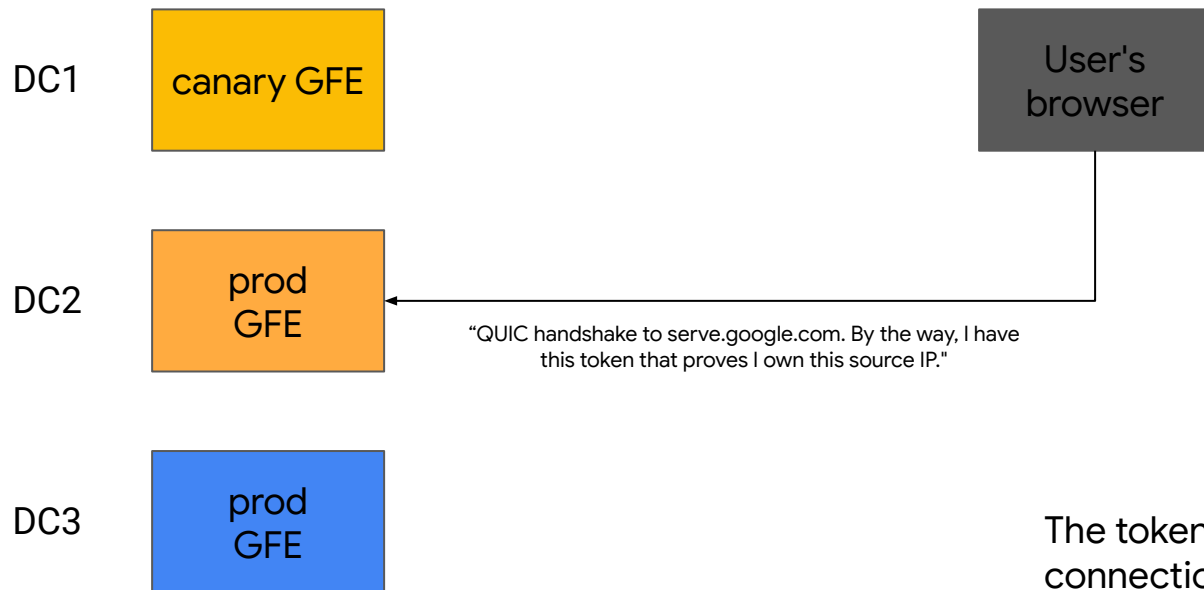 DC1
canary GFE
User's
browser
DC2
prod
GFE
“QUIC handshake to serve.google.com. By the way, I have
this token that proves I own this source IP."
DC3
prod
GFE
The token
connectio